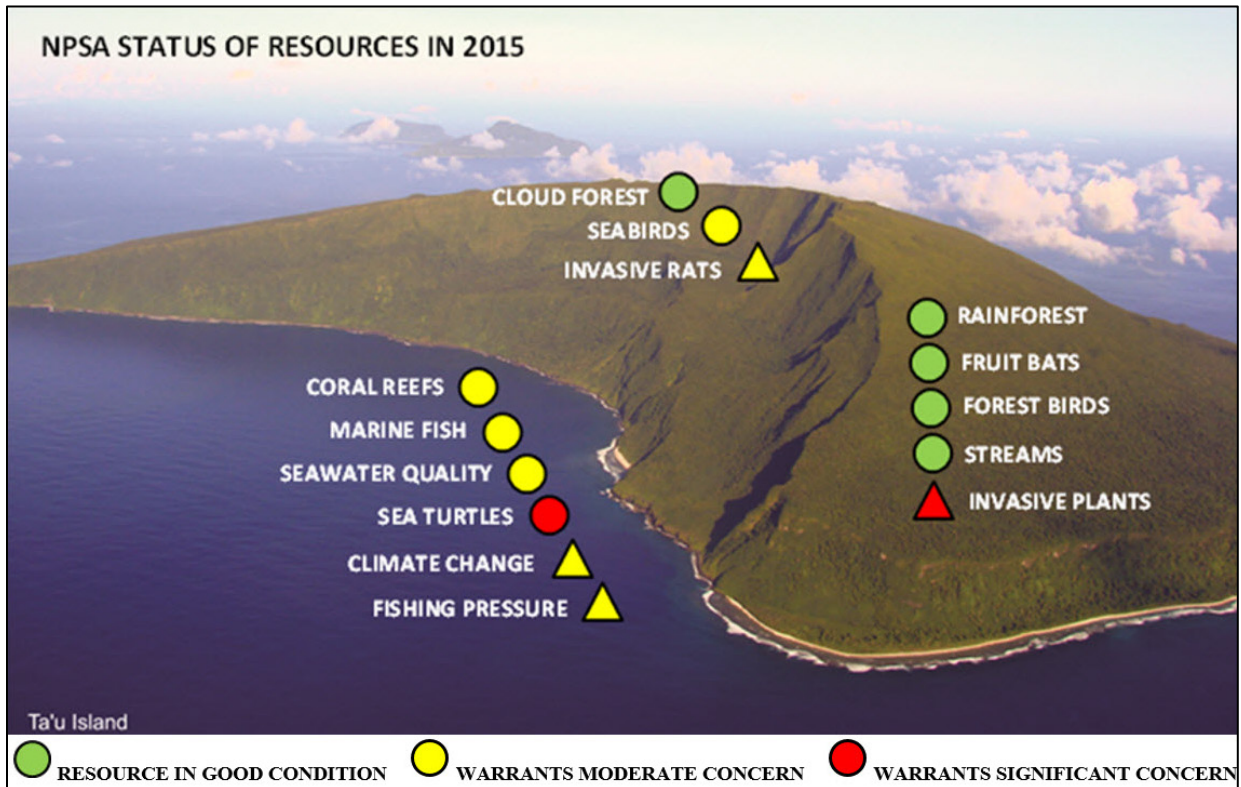 NPSA STATUS OF RESOURCES IN 2015
CLOUD FOREST
SEABIRDS
INVASIVE RATS
RAINFOREST
FRUIT BATS
FOREST BIRDS
STREAMS
INVASIVE PLANTS
CORAL REEFS
MARINE FISH
SEAWATER QUALITY
SEA TURTLES
CLIMATE CHANGE
FISHING PRESSURE
Ta'u Island
RESOURCE IN GOOD CONDITION
WARRANTS MODERATE CONCERN
WARRANTS SIGNIFICANT CONCERN